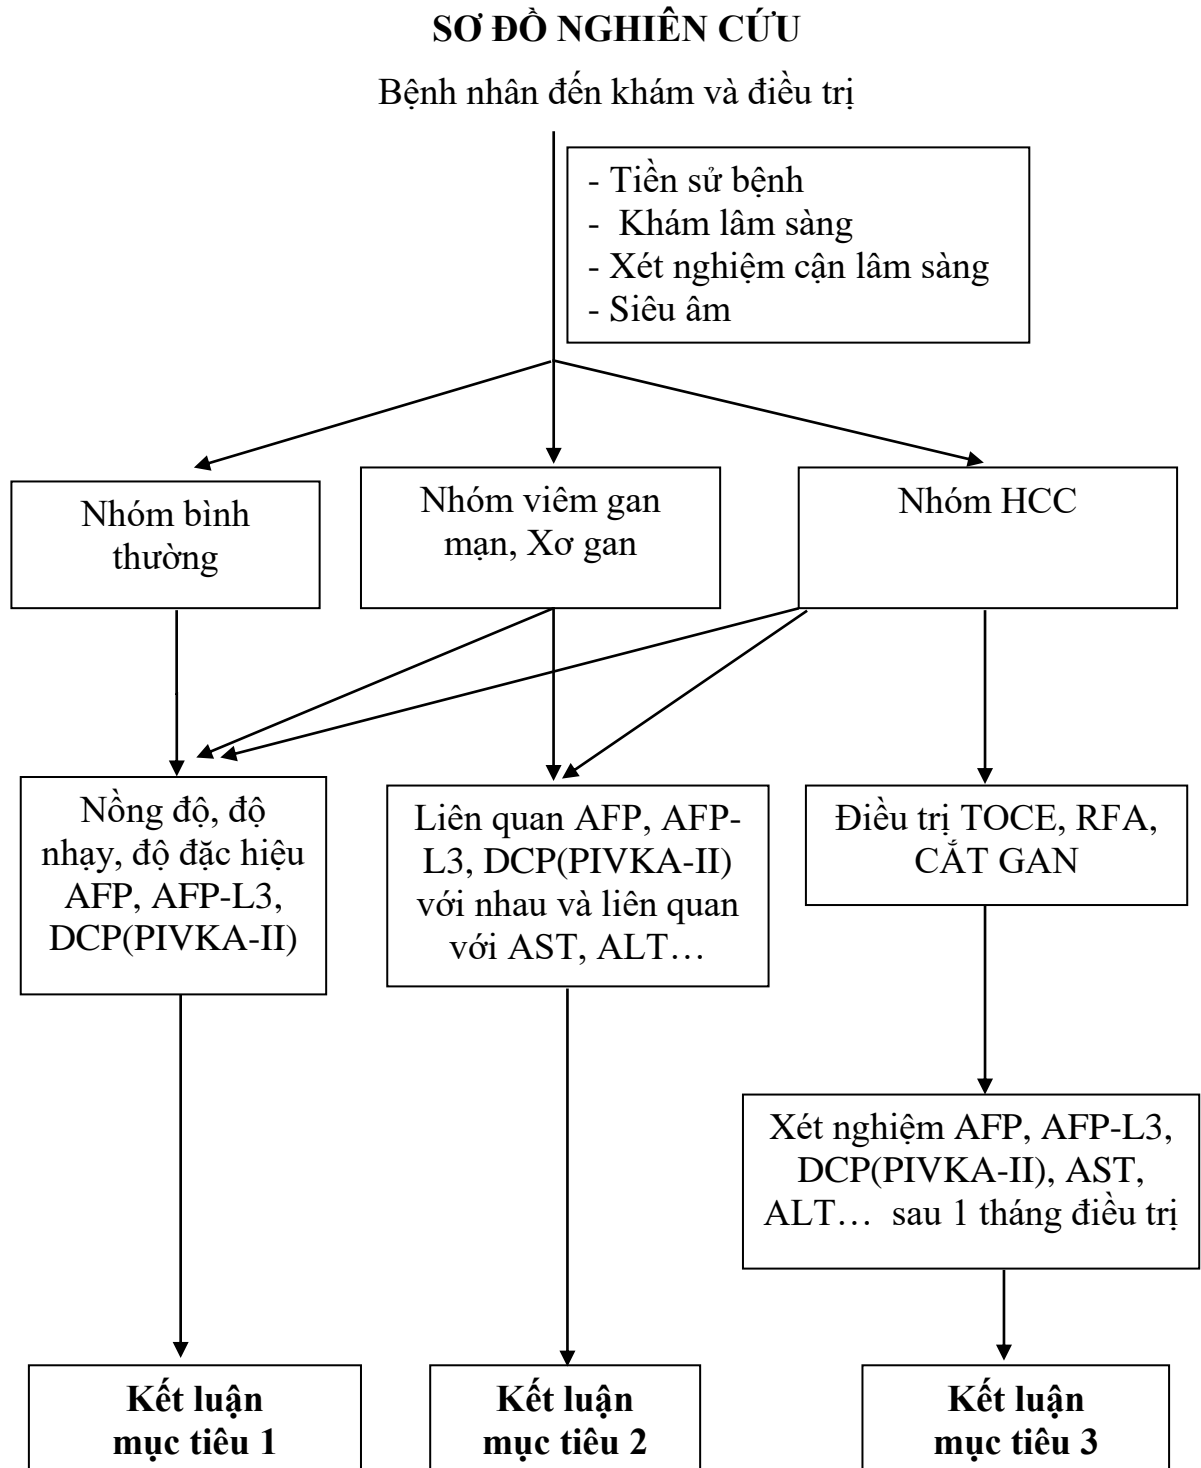 SƠ ĐỒ NGHIÊN CỨU
Bệnh nhân đến khám và điều trị
- Tiền sử bệnh
- Khám lâm sàng
- Xét nghiệm cận lâm sàng
- Siêu âm
Nhóm bình
thường
Nhóm viêm gan
mạn, Xơ gan
Nhóm HCC
Nồng độ, độ
nhạy, độ đặc hiệu
AFP, AFP-L3,
DCP(PIVKA-II)
Liên quan AFP, AFP-
L3, DCP(PIVKA-II)
với nhau và liên quan
với AST, ALT…
Điều trị TOCE, RFA,
CẮT GAN
Xét nghiệm AFP, AFP-L3,
DCP(PIVKA-II), AST,
ALT… sau 1 tháng điều trị
Kết luận
mục tiêu 1
Kết luận
mục tiêu 2
Kết luận
mục tiêu 3